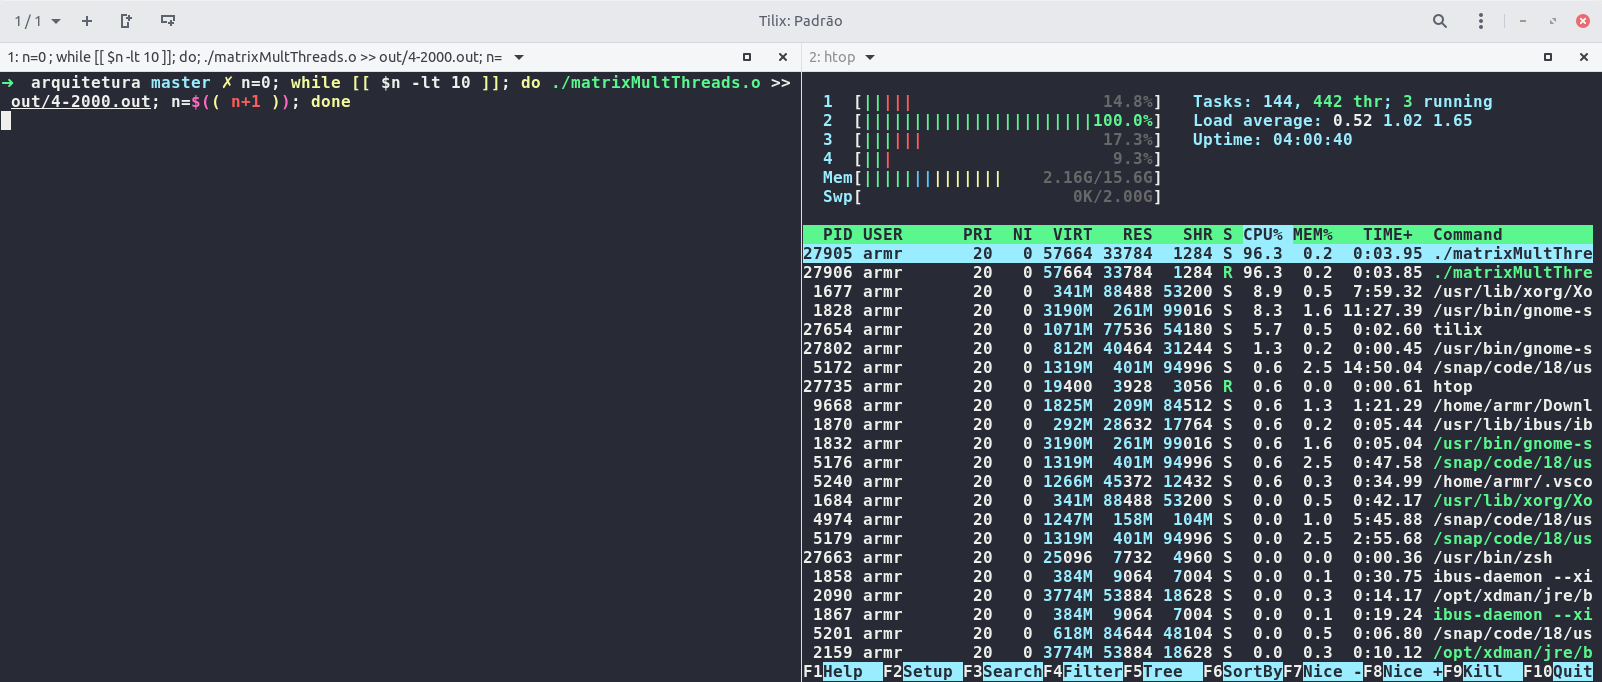 1 / 1
Tilix: Padrão
1: n=0 ; while [[ $n -lt 10 ]]; do; ./matrixMultThreads.o >> out/4-2000.out; n=
2: htop
➜  arquitetura master ✗ n=0; while [[ $n -lt 10 ]]; do ./matrixMultThreads.o >>
out/4-2000.out; n=$(( n+1 )); done
1  [||||| 14.8%]
2  [|||||||||||||||||||||||100.0%]
3  [|||||| 17.3%]
4  [||| 9.3%]
Mem[|||||||||||||| 2.16G/15.6G]
Swp[ 0K/2.00G]
Tasks: 144, 442 thr; 3 running
Load average: 0.52 1.02 1.65
Uptime: 04:00:40
PID USER PRI NI VIRT RES SHR S CPU% MEM% TIME+ Command
27905 armr 20 0 57664 33784 1284 S 96.3 0.2 0:03.95 ./matrixMultThre
27906 armr 20 0 57664 33784 1284 R 96.3 0.2 0:03.85 ./matrixMultThre
1677 armr 20 0 341M 88488 53200 S 8.9 0.5 7:59.32 /usr/lib/xorg/Xo
1828 armr 20 0 3190M 261M 99016 S 8.3 1.6 11:27.39 /usr/bin/gnome-s
27654 armr 20 0 1071M 77536 54180 S 5.7 0.5 0:02.60 tilix
27802 armr 20 0 812M 40464 31244 S 1.3 0.2 0:00.45 /usr/bin/gnome-s
5172 armr 20 0 1319M 401M 94996 S 0.6 2.5 14:50.04 /snap/code/18/us
27735 armr 20 0 19400 3928 3056 R 0.6 0.0 0:00.61 htop
9668 armr 20 0 1825M 209M 84512 S 0.6 1.3 1:21.29 /home/armr/Downl
1870 armr 20 0 292M 28632 17764 S 0.6 0.2 0:05.44 /usr/lib/ibus/ib
1832 armr 20 0 3190M 261M 99016 S 0.6 1.6 0:05.04 /usr/bin/gnome-s
5176 armr 20 0 1319M 401M 94996 S 0.6 2.5 0:47.58 /snap/code/18/us
5240 armr 20 0 1266M 45372 12432 S 0.6 0.3 0:34.99 /home/armr/.vsco
1684 armr 20 0 341M 88488 53200 S 0.0 0.5 0:42.17 /usr/lib/xorg/Xo
4974 armr 20 0 1247M 158M 104M S 0.0 1.0 5:45.88 /snap/code/18/us
5179 armr 20 0 1319M 401M 94996 S 0.0 2.5 2:55.68 /snap/code/18/us
27663 armr 20 0 25096 7732 4960 S 0.0 0.0 0:00.36 /usr/bin/zsh
1858 armr 20 0 384M 9064 7004 S 0.0 0.1 0:30.75 ibus-daemon --xi
2090 armr 20 0 3774M 53884 18628 S 0.0 0.3 0:14.17 /opt/xdman/jre/b
1867 armr 20 0 384M 9064 7004 S 0.0 0.1 0:19.24 ibus-daemon --xi
5201 armr 20 0 618M 84644 48104 S 0.0 0.5 0:06.80 /snap/code/18/us
2159 armr 20 0 3774M 53884 18628 S 0.0 0.3 0:10.12 /opt/xdman/jre/b
F1Help  F2Setup F3SearchF4FilterF5Tree  F6SortByF7Nice -F8Nice +F9Kill  F10Quit